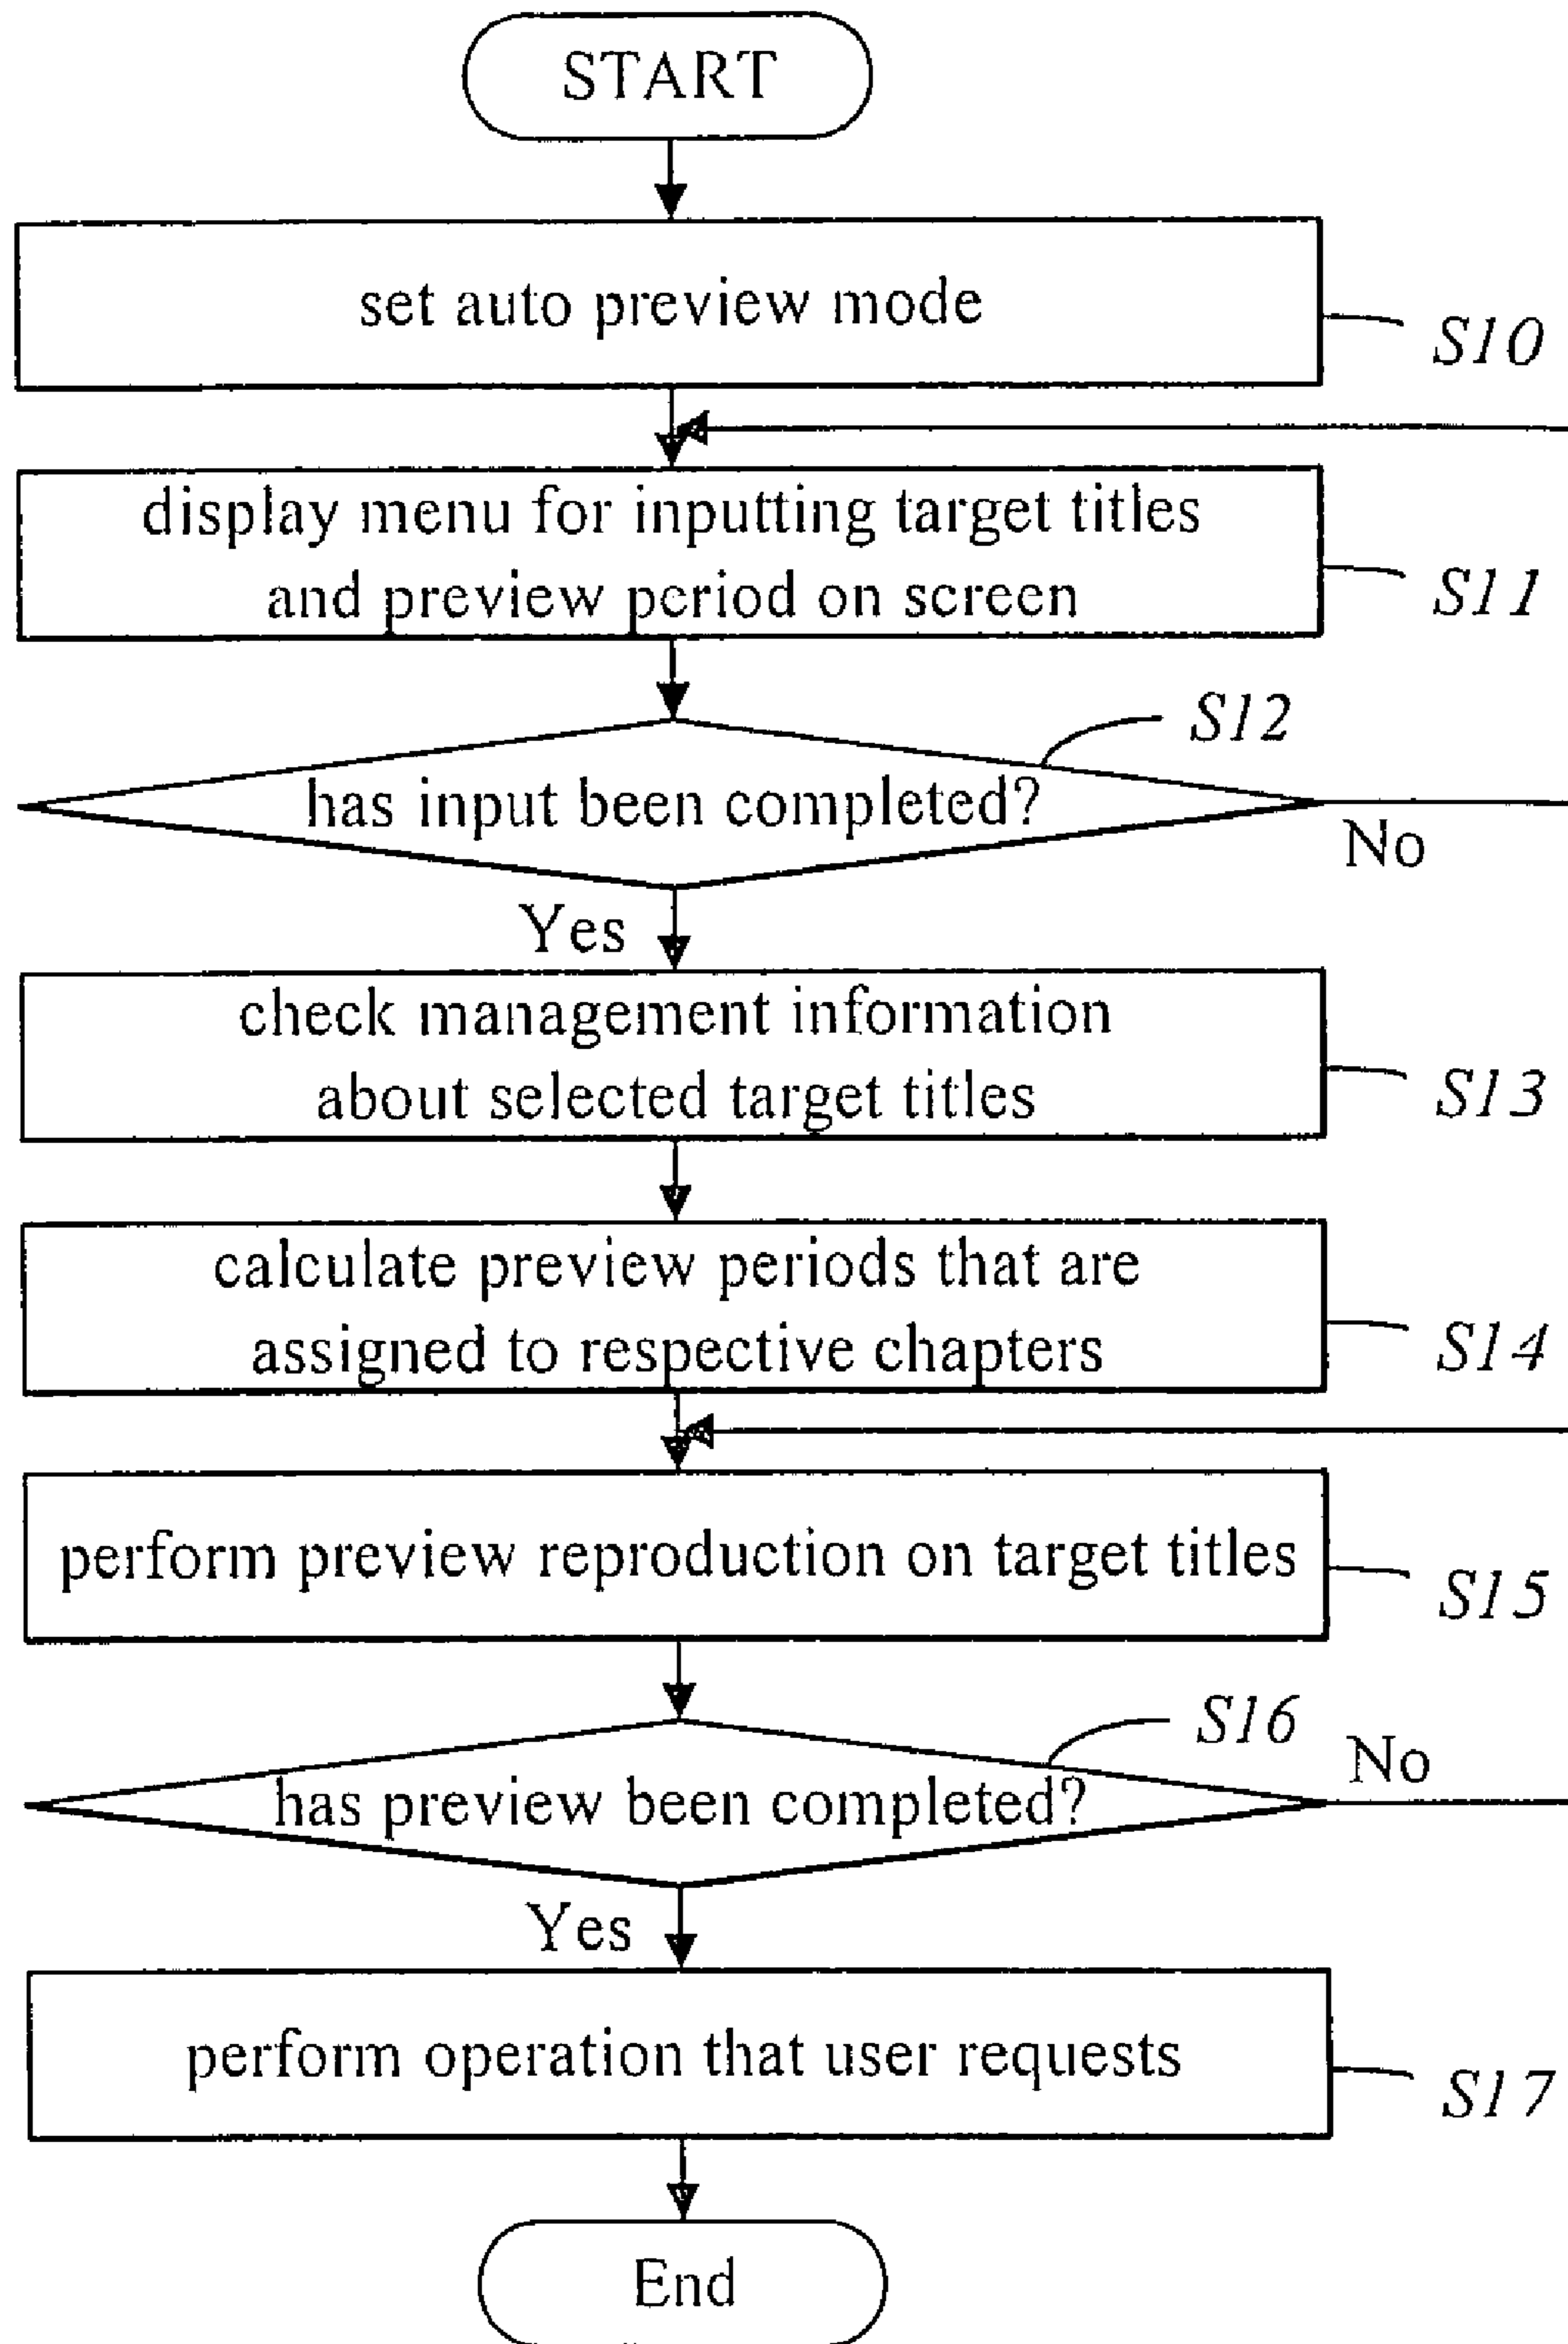 START
set auto preview mode
S10
display menu for inputting target titles
and preview period on screen
S11
S12
has input been completed?
No
Yes
check management information
about selected target titles
S13
calculate preview periods that are
assigned to respective chapters
S14
perform preview reproduction on target titles
S15
S16
has preview been completed?
No
Yes
perform operation that user requests
S17
End